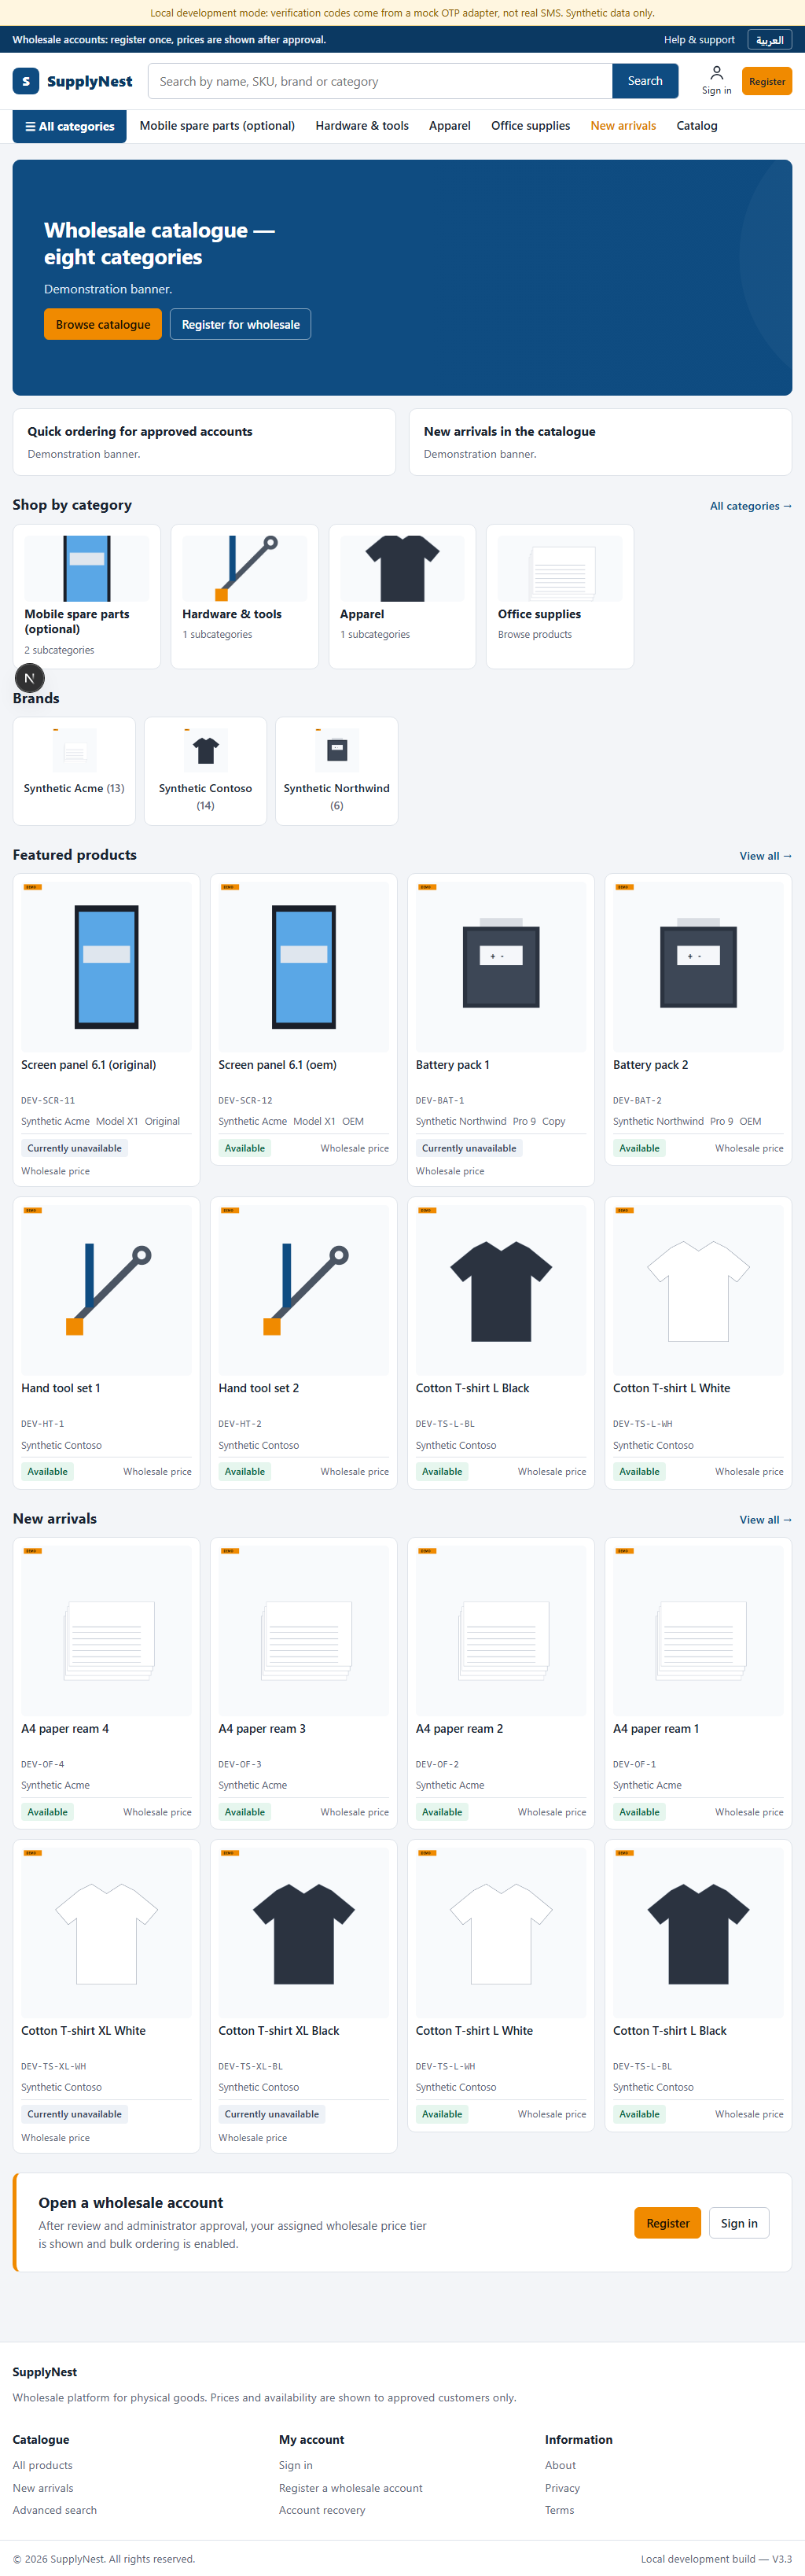 Local development mode: verification codes come from a mock OTP adapter, not real SMS. Synthetic data only.
Wholesale accounts: register once, prices are shown after approval.
Help & support
العربية
S SupplyNest
Search by name, SKU, brand or category
Search
Sign in
Register
☰ All categories
Mobile spare parts (optional)
Hardware & tools
Apparel
Office supplies
New arrivals
Catalog
Wholesale catalogue —
eight categories
Demonstration banner.
Browse catalogue
Register for wholesale
Quick ordering for approved accounts
Demonstration banner.
New arrivals in the catalogue
Demonstration banner.
Shop by category
All categories →
Mobile spare parts
(optional)
2 subcategories
Hardware & tools
1 subcategories
Apparel
1 subcategories
Office supplies
Browse products
N
Brands
Synthetic Acme (13)
Synthetic Contoso
(14)
Synthetic Northwind
(6)
Featured products
View all →
Screen panel 6.1 (original)
DEV-SCR-11
Synthetic Acme Model X1 Original
Currently unavailable
Wholesale price
Screen panel 6.1 (oem)
DEV-SCR-12
Synthetic Acme Model X1 OEM
Available
Wholesale price
+ -
Battery pack 1
DEV-BAT-1
Synthetic Northwind Pro 9 Copy
Currently unavailable
Wholesale price
+ -
Battery pack 2
DEV-BAT-2
Synthetic Northwind Pro 9 OEM
Available
Wholesale price
Hand tool set 1
DEV-HT-1
Synthetic Contoso
Available
Wholesale price
Hand tool set 2
DEV-HT-2
Synthetic Contoso
Available
Wholesale price
Cotton T-shirt L Black
DEV-TS-L-BL
Synthetic Contoso
Available
Wholesale price
Cotton T-shirt L White
DEV-TS-L-WH
Synthetic Contoso
Available
Wholesale price
New arrivals
View all →
A4 paper ream 4
DEV-OF-4
Synthetic Acme
Available
Wholesale price
A4 paper ream 3
DEV-OF-3
Synthetic Acme
Available
Wholesale price
A4 paper ream 2
DEV-OF-2
Synthetic Acme
Available
Wholesale price
A4 paper ream 1
DEV-OF-1
Synthetic Acme
Available
Wholesale price
Cotton T-shirt XL White
DEV-TS-XL-WH
Synthetic Contoso
Currently unavailable
Wholesale price
Cotton T-shirt XL Black
DEV-TS-XL-BL
Synthetic Contoso
Currently unavailable
Wholesale price
Cotton T-shirt L White
DEV-TS-L-WH
Synthetic Contoso
Available
Wholesale price
Cotton T-shirt L Black
DEV-TS-L-BL
Synthetic Contoso
Available
Wholesale price
Open a wholesale account
After review and administrator approval, your assigned wholesale price tier
is shown and bulk ordering is enabled.
Register
Sign in
SupplyNest
Wholesale platform for physical goods. Prices and availability are shown to approved customers only.
Catalogue
All products
New arrivals
Advanced search
My account
Sign in
Register a wholesale account
Account recovery
Information
About
Privacy
Terms
© 2026 SupplyNest. All rights reserved.
Local development build — V3.3